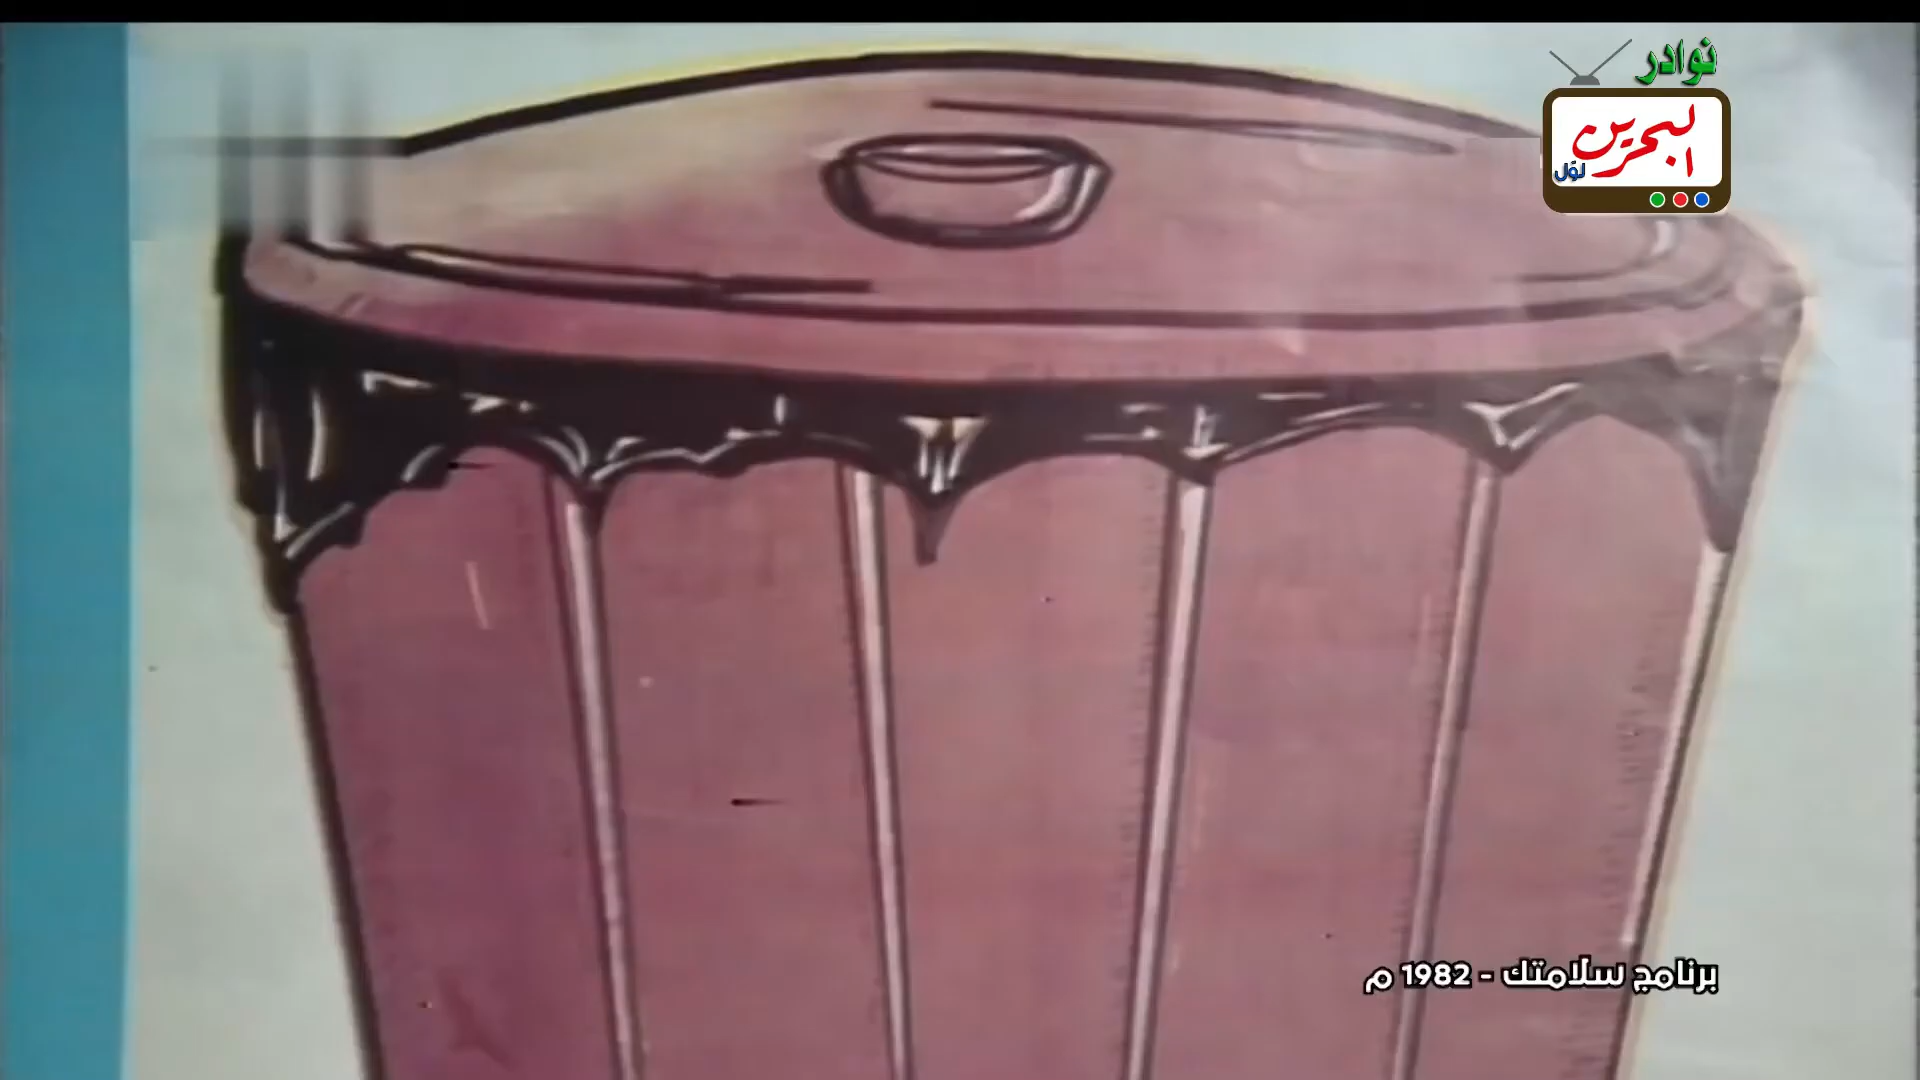 نوادر
البحرين
لوّل
برنامج سلامتك - 1982 م